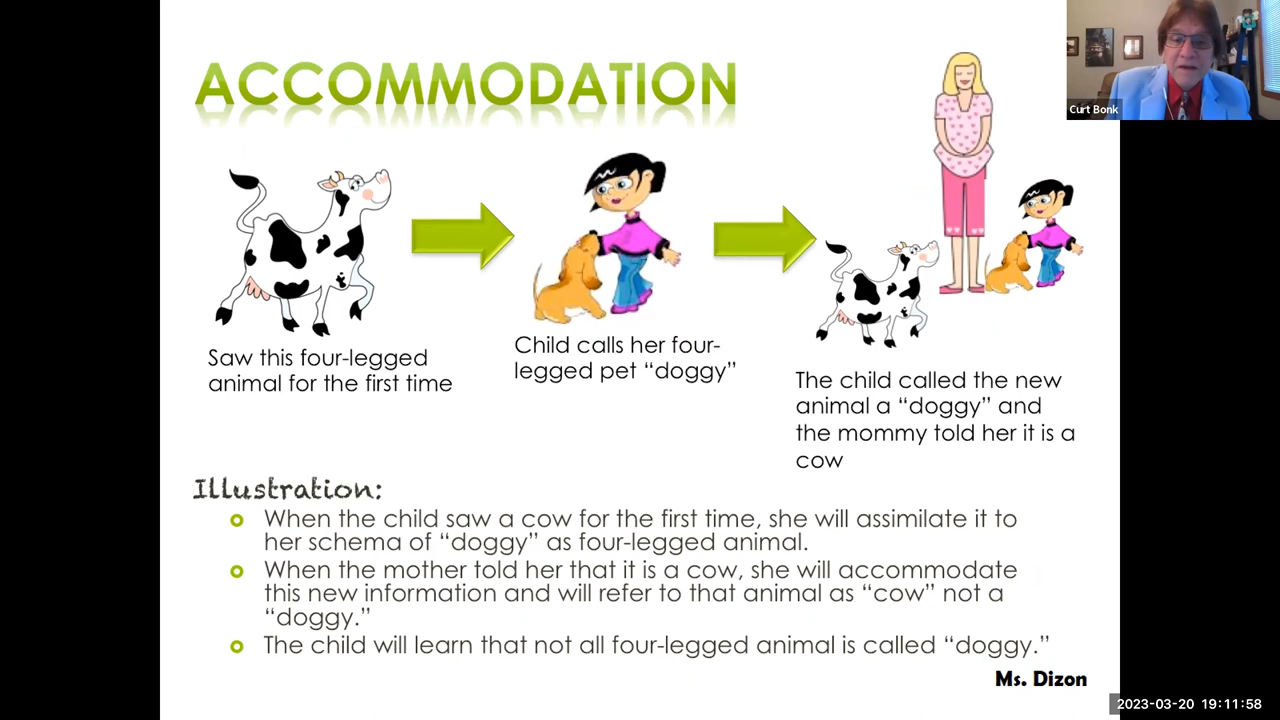 ACCOMMODATION
Curt Bonk
Saw this four-legged
animal for the first time
Child calls her four-
legged pet “doggy”
The child called the new
animal a “doggy” and
the mommy told her it is a
cow
Illustration:
When the child saw a cow for the first time, she will assimilate it to
her schema of “doggy” as four-legged animal.
When the mother told her that it is a cow, she will accommodate
this new information and will refer to that animal as “cow” not a
“doggy.”
The child will learn that not all four-legged animal is called “doggy.”
Ms. Dizon
2023-03-20 19:11:58